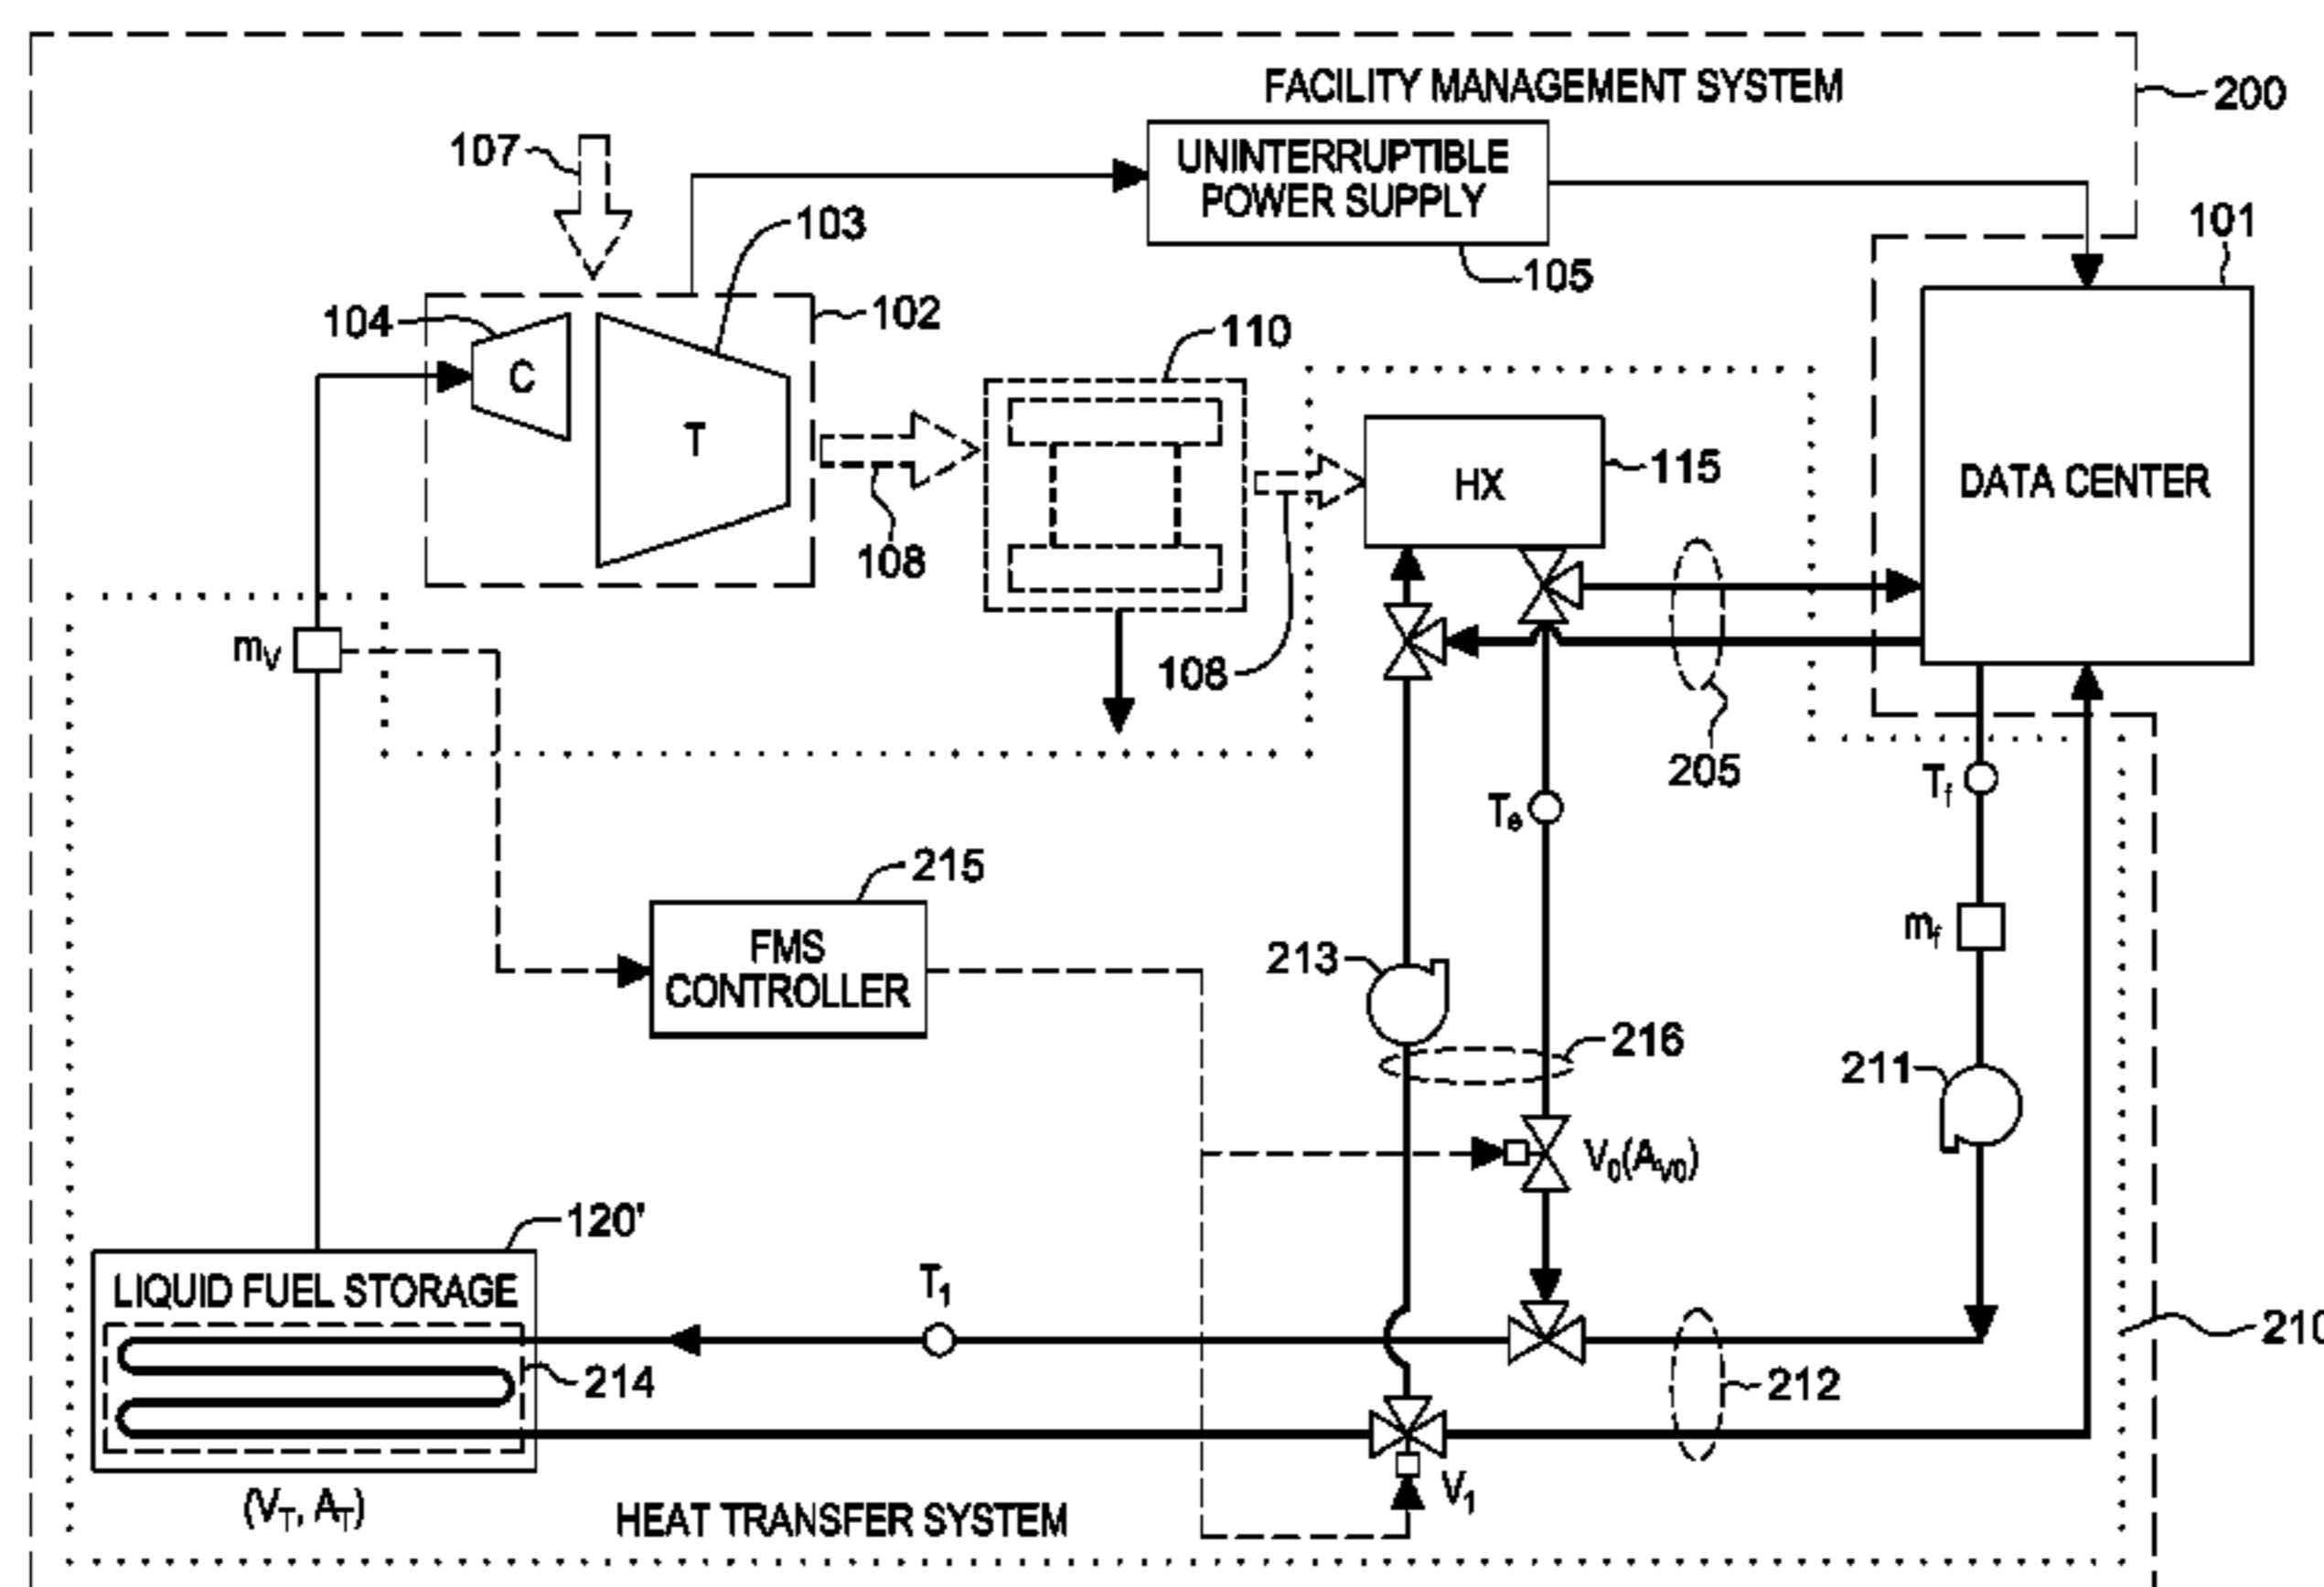 FACILITY MANAGEMENT SYSTEM
200
107
UNINTERRUPTIBLE
POWER SUPPLY
103
101
105
104
102
110
C
T
HX
115
DATA CENTER
108
108
mV
205
Tf
Te
215
FMS
CONTROLLER
mf
213
216
211
V0(AV0)
120'
LIQUID FUEL STORAGE
T1
210
214
212
V1
(VT, AT)
HEAT TRANSFER SYSTEM